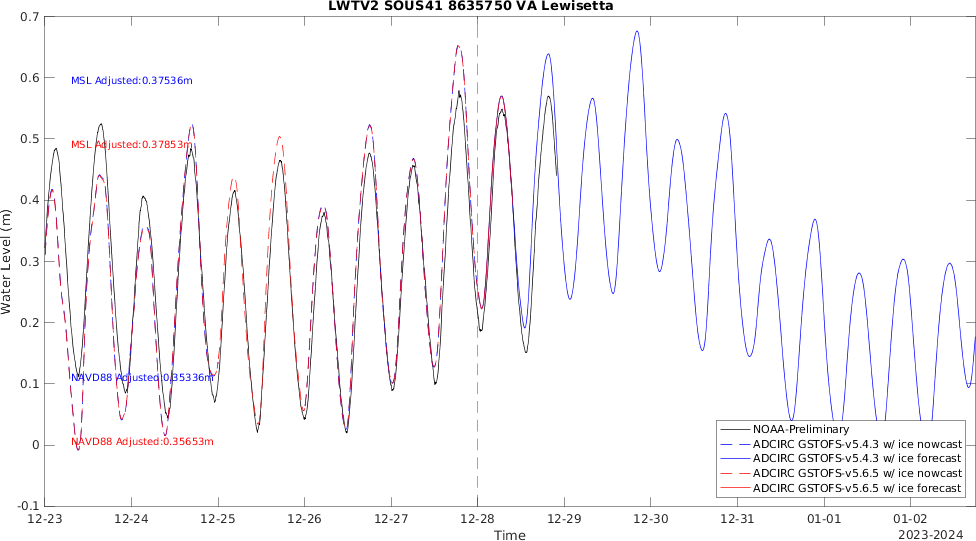 LWTV2 SOUS41 8635750 VA Lewisetta
0.7
0.6
0.5
0.4
0.3
0.2
0.1
0
-0.1
Water Level (m)
MSL Adjusted:0.37536m
MSL Adjusted:0.37853m
NAVD88 Adjusted:0.35336m
NAVD88 Adjusted:0.35653m
NOAA-Preliminary
ADCIRC GSTOFS-v5.4.3 w/ ice nowcast
ADCIRC GSTOFS-v5.4.3 w/ ice forecast
ADCIRC GSTOFS-v5.6.5 w/ ice nowcast
ADCIRC GSTOFS-v5.6.5 w/ ice forecast
12-23 12-24 12-25 12-26 12-27 12-28 12-29 12-30 12-31 01-01 01-02
Time
2023-2024